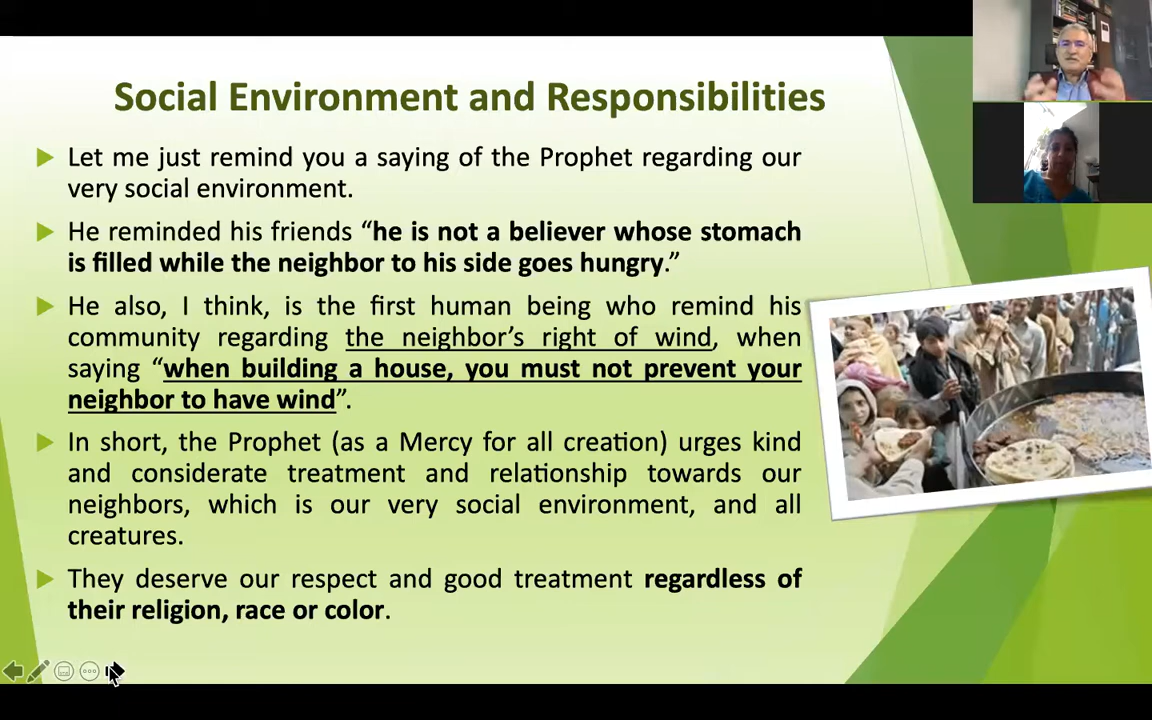 Social Environment and Responsibilities
Let me just remind you a saying of the Prophet regarding our
very social environment.
He reminded his friends “he is not a believer whose stomach
is filled while the neighbor to his side goes hungry.”
He also, I think, is the first human being who remind his
community regarding the neighbor’s right of wind, when
saying “when building a house, you must not prevent your
neighbor to have wind”.
In short, the Prophet (as a Mercy for all creation) urges kind
and considerate treatment and relationship towards our
neighbors, which is our very social environment, and all
creatures.
They deserve our respect and good treatment regardless of
their religion, race or color.